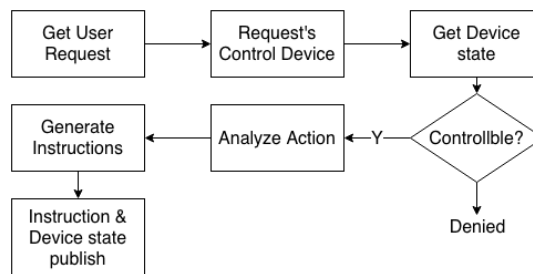 Get User
Request
Request's
Control Device
Get Device
state
Controllble?
Y
Analyze Action
Generate
Instructions
Denied
Instruction &
Device state
publish